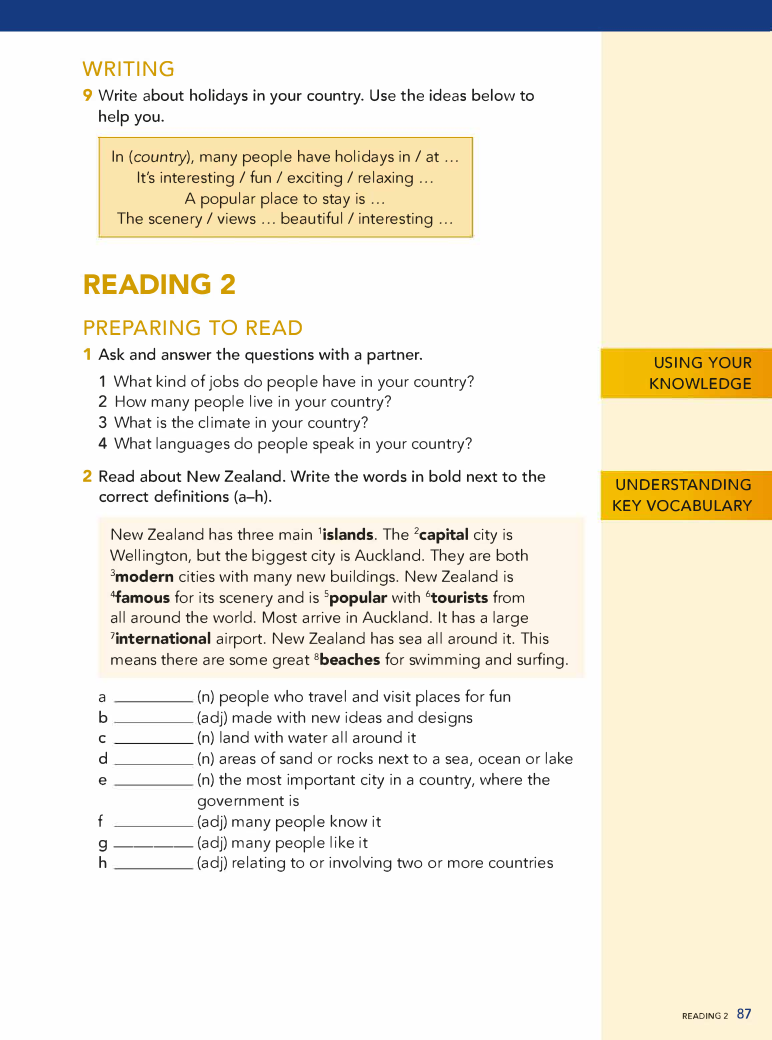 WRITING
9 Write about holidays in your country. Use the ideas below to
help you.
In (country), many people have holidays in / at …
It's interesting / fun / exciting / relaxing …
A popular place to stay is …
The scenery / views … beautiful / interesting …
READING 2
PREPARING TO READ
1 Ask and answer the questions with a partner.
1 What kind of jobs do people have in your country?
2 How many people live in your country?
3 What is the climate in your country?
4 What languages do people speak in your country?
USING YOUR
KNOWLEDGE
2 Read about New Zealand. Write the words in bold next to the
correct definitions (a–h).
UNDERSTANDING
KEY VOCABULARY
New Zealand has three main 1islands. The 2capital city is
Wellington, but the biggest city is Auckland. They are both
3modern cities with many new buildings. New Zealand is
4famous for its scenery and is 5popular with 6tourists from
all around the world. Most arrive in Auckland. It has a large
7international airport. New Zealand has sea all around it. This
means there are some great 8beaches for swimming and surfing.
a __________ (n) people who travel and visit places for fun
b __________ (adj) made with new ideas and designs
c __________ (n) land with water all around it
d __________ (n) areas of sand or rocks next to a sea, ocean or lake
e __________ (n) the most important city in a country, where the
government is
f __________ (adj) many people know it
g __________ (adj) many people like it
h __________ (adj) relating to or involving two or more countries
READING 2 87